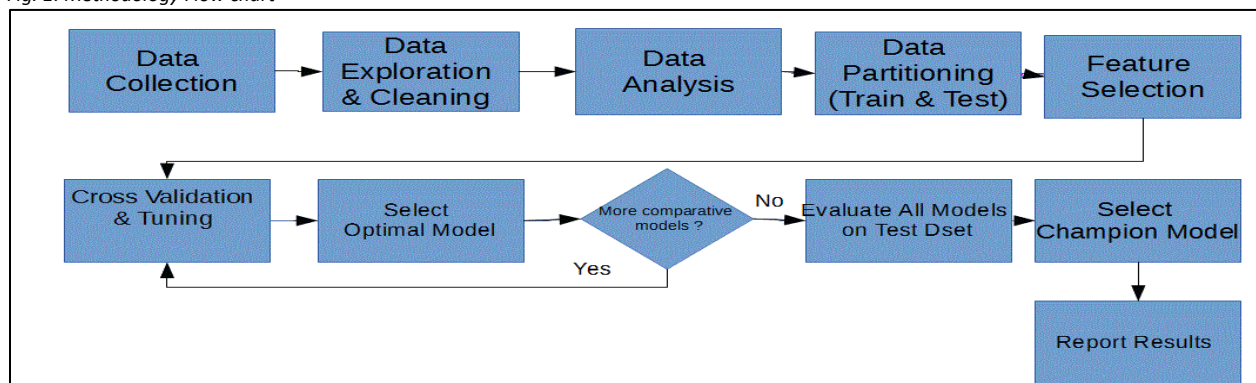 Data
Collection
Data
Exploration
& Cleaning
Data
Analysis
Data
Partitioning
(Train & Test)
Feature
Selection
Cross Validation
& Tuning
Select
Optimal Model
More comparative
models ?
No
Yes
Evaluate All Models
on Test Dset
Select
Champion Model
Report Results